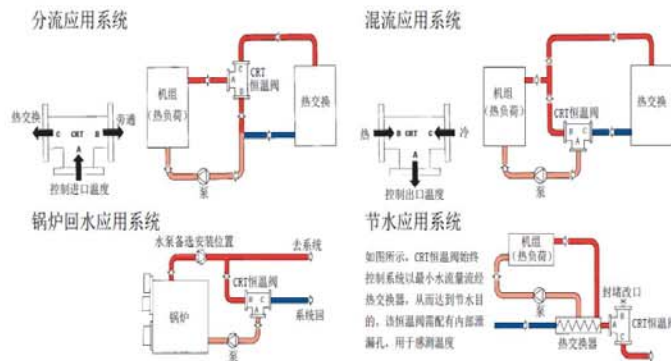 分流应用系统
CRT
恒温阀
C
A
B
机组
(热负荷)
热交换
热交换
旁通
C CRT B
A
控制进口温度
泵
混流应用系统
机组
(热负荷)
CRT恒温阀
B C
A
热交换
热
冷
B CRT C
A
控制出口温度
泵
锅炉回水应用系统
水泵备选安装位置
去系统
CRT恒温阀
B C
A
锅炉
系统回
泵
节水应用系统
如图所示，CRT恒温阀始终
控制系统以最小水流量流经
热交换器，从而达到节水目
的，该恒温阀需配有内部泄
漏孔，用于感测温度
机组
(热负荷)
泵
封堵改口
B
A
C
CRT恒温阀
热交换器